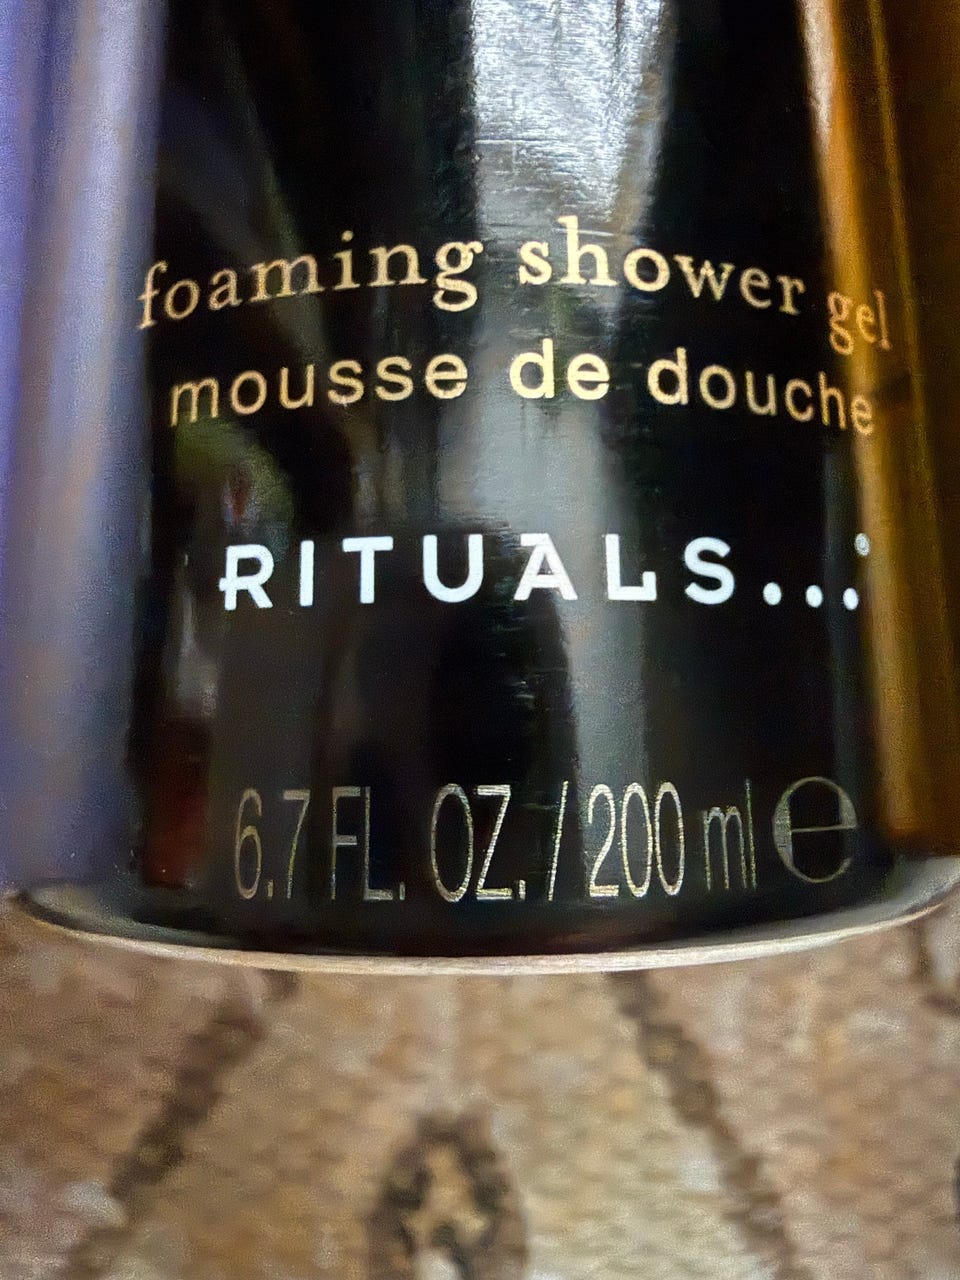 foaming shower gel
mousse de douche
RITUALS...®
6.7 FL. OZ. / 200 ml ℮